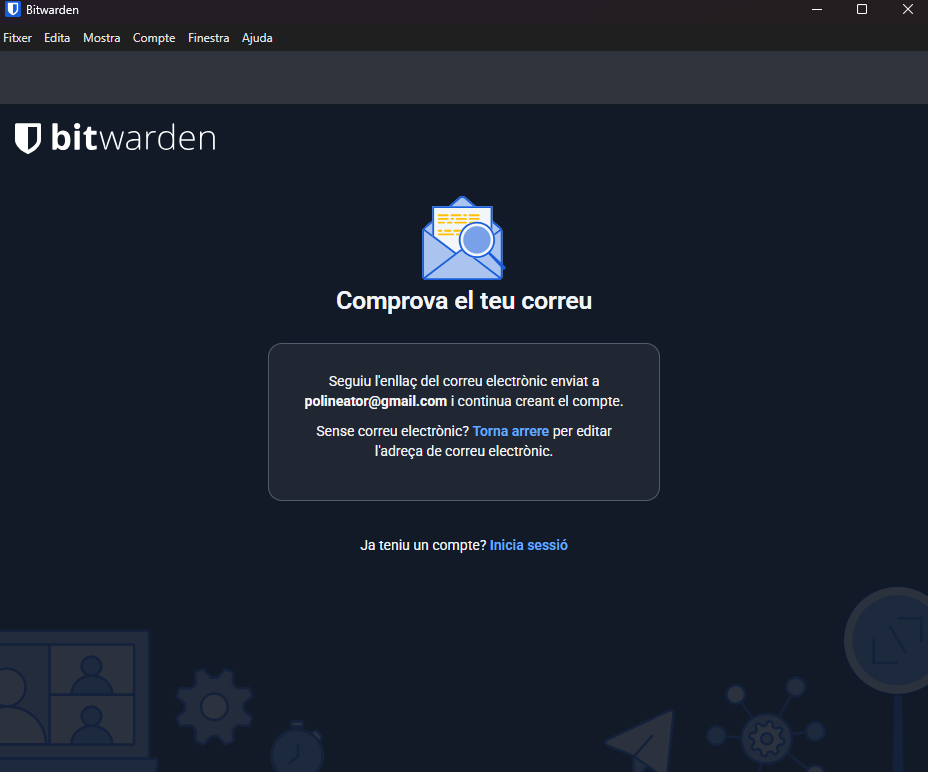 Bitwarden
Fitxer Edita Mostra Compte Finestra Ajuda
bitwarden
Comprova el teu correu
Seguiu l'enllaç del correu electrònic enviat a
polineator@gmail.com i continua creant el compte.
Sense correu electrònic? Torna arrere per editar
l'adreça de correu electrònic.
Ja teniu un compte? Inicia sessió